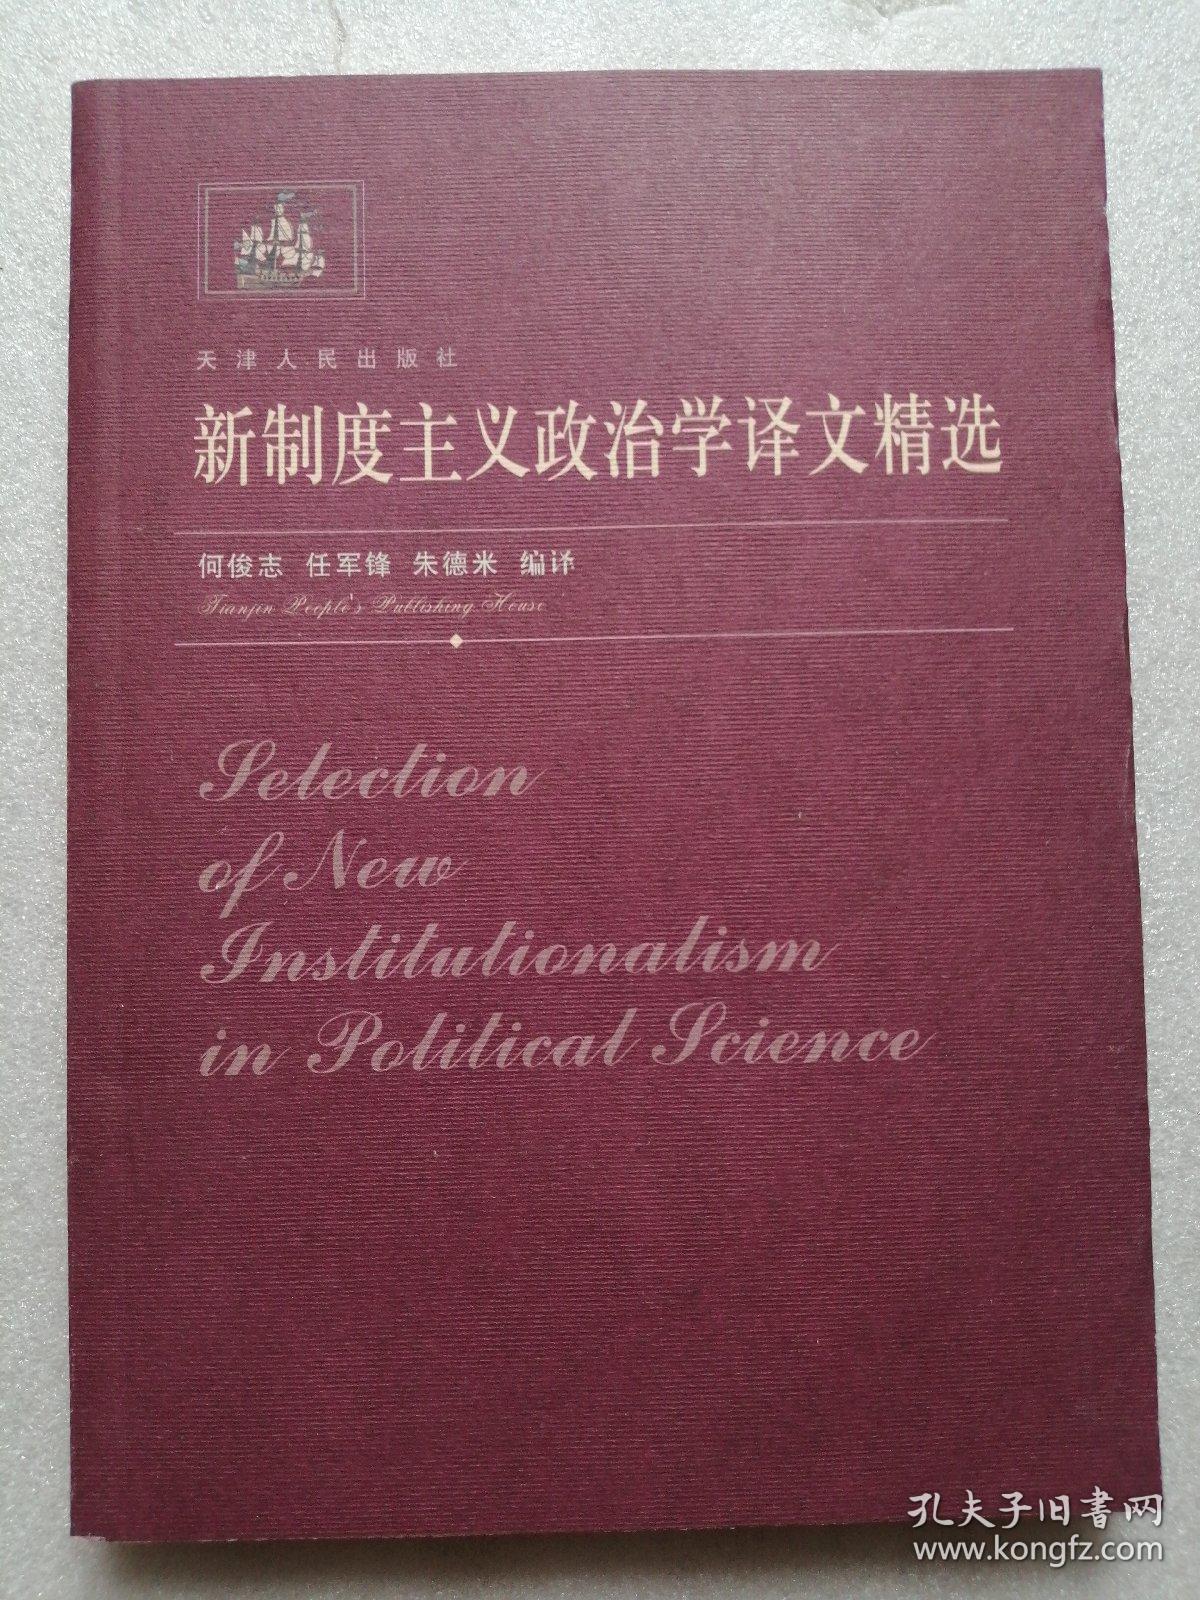 天津人民出版社
新制度主义政治学译文精选
何俊志 任军锋 朱德米 编译
Tianjin People's Publishing House
Selection
of New
Institutionalism
in Political Science
孔夫子旧书网
www.kongfz.com